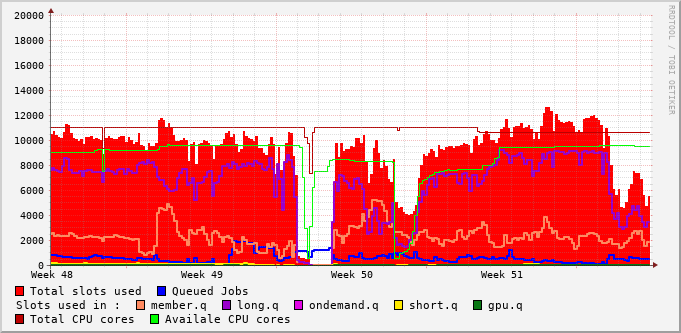 RRDTOOL / TOBI OETIKER
20000
18000
16000
14000
12000
10000
8000
6000
4000
2000
0
Week 48 Week 49 Week 50 Week 51
Total slots used Queued Jobs
Slots used in : member.q long.q ondemand.q short.q gpu.q
Total CPU cores Availale CPU cores